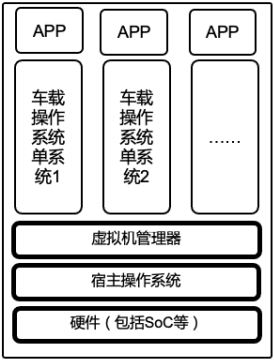 APP
APP
APP
车载
操作
系统
单系
统1
车载
操作
系统
单系
统2
……
虚拟机管理器
宿主操作系统
硬件（包括SoC等）